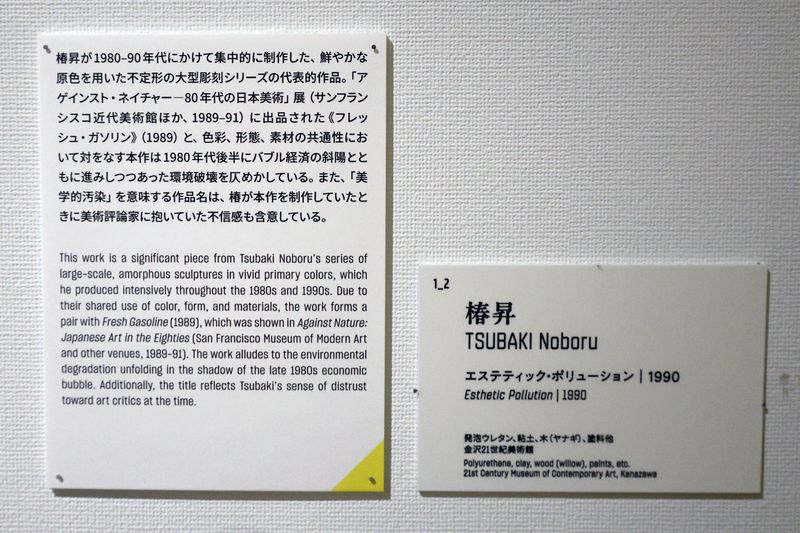 椿昇が1980–90年代にかけて集中的に制作した、鮮やかな
原色を用いた不定形の大型彫刻シリーズの代表的作品。「ア
ゲインスト・ネイチャー―80年代の日本美術」展（サンフラン
シスコ近代美術館ほか、1989–91）に出品された《フレッ
シュ・ガソリン》（1989）と、色彩、形態、素材の共通性にお
いて対をなす本作は1980年代後半にバブル経済の斜陽とと
もに進みしつつあった環境破壊を仄めかしている。また、「美
学的汚染」を意味する作品名は、椿が本作を制作していたと
きに美術評論家に抱いていた不信感も含意している。
This work is a significant piece from Tsubaki Noboru's series of
large-scale, amorphous sculptures in vivid primary colors, which
he produced intensively throughout the 1980s and 1990s. Due to
their shared use of color, form, and materials, the work forms a
pair with Fresh Gasoline (1989), which was shown in Against Nature:
Japanese Art in the Eighties (San Francisco Museum of Modern Art
and other venues, 1989-91). The work alludes to the environmental
degradation unfolding in the shadow of the late 1980s economic
bubble. Additionally, the title reflects Tsubaki's sense of distrust
toward art critics at the time.
1_2
椿昇
TSUBAKI Noboru
エステティック・ポリューション | 1990
Esthetic Pollution | 1990
発泡ウレタン、粘土、木（ヤナギ）、塗料他
金沢21世紀美術館
Polyurethane, clay, wood (willow), paints, etc.
21st Century Museum of Contemporary Art, Kanazawa